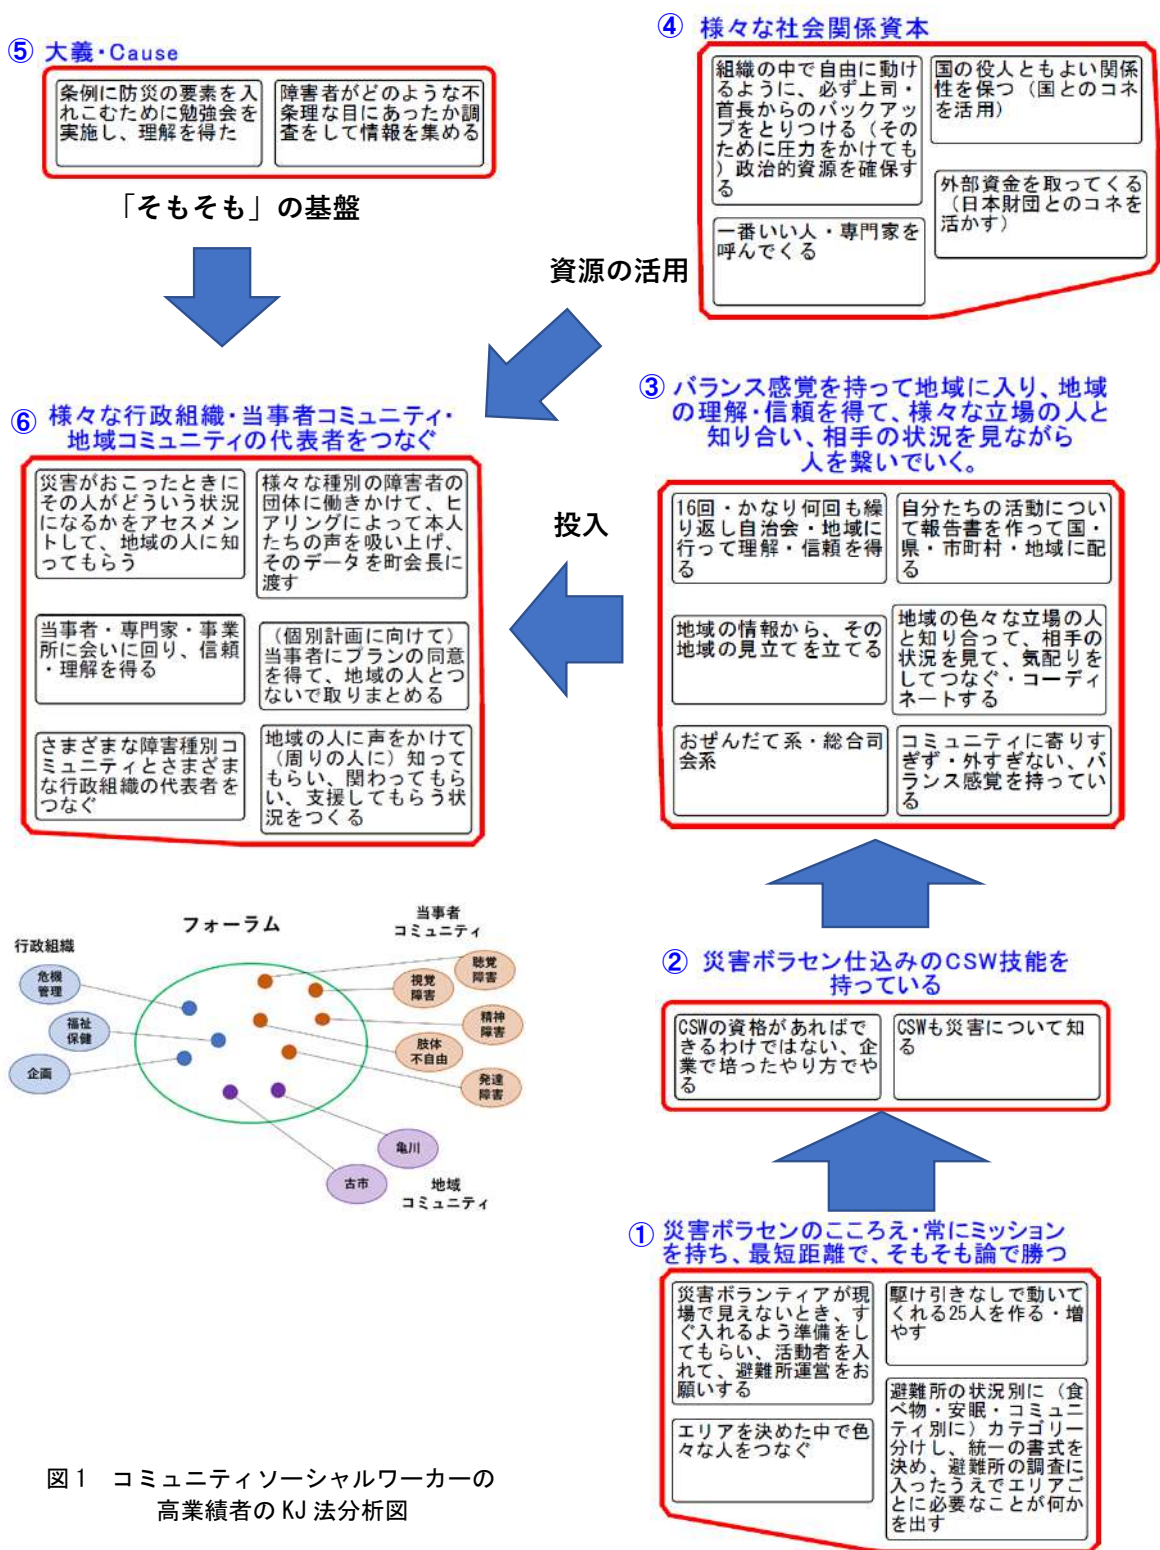 ⑤ 大義・Cause
条例に防災の要素を入
れこむために勉強会を
実施し、理解を得た
障害者がどのような不
条理な目にあったか調
査をして情報を集める
「そもそも」の基盤
④ 様々な社会関係資本
組織の中で自由に動け
るように、必ず上司・
首長からのバックアッ
プをとりつける（その
ために圧力をかけても
）政治的資源を確保す
る
国の役人ともよい関係
性を保つ（国とのコネ
を活用）
外部資金を取ってくる
（日本財団とのコネを
活かす）
一番いい人・専門家を
呼んでくる
資源の活用
⑥ 様々な行政組織・当事者コミュニティ・
地域コミュニティの代表者をつなぐ
災害がおこったときに
その人がどういう状況
になるかをアセスメン
トして、地域の人に知
ってもらう
様々な種別の障害者の
団体に働きかけて、ヒ
アリングによって本人
たちの声を吸い上げ、
そのデータを町会長に
渡す
当事者・専門家・事業
所に会いに回り、信頼
・理解を得る
（個別計画に向けて）
当事者にプランの同意
を得て、地域の人とつ
ないで取りまとめる
さまざまな障害種別コ
ミュニティとさまざま
な行政組織の代表者を
つなぐ
地域の人に声をかけて
（周りの人に）知って
もらい、関わってもら
い、支援してもらう状
況をつくる
投入
③ バランス感覚を持って地域に入り、地域
の理解・信頼を得て、様々な立場の人と
知り合い、相手の状況を見ながら
人を繋いでいく。
16回・かなり何回も繰
り返し自治会・地域に
行って理解・信頼を得
る
自分たちの活動につい
て報告書を作って国・
県・市町村・地域に配
る
地域の情報から、その
地域の見立てを立てる
地域の色々な立場の人
と知り合って、相手の
状況を見て、気配りを
してつなぐ・コーディ
ネートする
おぜんだて系・総合司
会系
コミュニティに寄りす
ぎず・外すぎない、バ
ランス感覚を持ってい
る
フォーラム
行政組織
危機
管理
福祉
保健
企画
当事者
コミュニティ
聴覚
障害
視覚
障害
精神
障害
肢体
不自由
発達
障害
亀川
古市
地域
コミュニティ
② 災害ボラセン仕込みのCSW技能を
持っている
CSWの資格があればで
きるわけではない、企
業で培ったやり方でや
る
CSWも災害について知
る
① 災害ボラセンのこころえ・常にミッション
を持ち、最短距離で、そもそも論で勝つ
災害ボランティアが現
場で見えないとき、す
ぐ入れるよう準備をし
てもらい、活動者を入
れて、避難所運営をお
願いする
駆け引きなしで動いて
くれる25人を作る・増
やす
エリアを決めた中で色
々な人をつなぐ
避難所の状況別に（食
べ物・安眠・コミュニ
ティ別に）カテゴリー
分けし、統一の書式を
決め、避難所の調査に
入ったうえでエリアご
とに必要なことが何か
を出す
図1　コミュニティソーシャルワーカーの
高業績者の KJ 法分析図